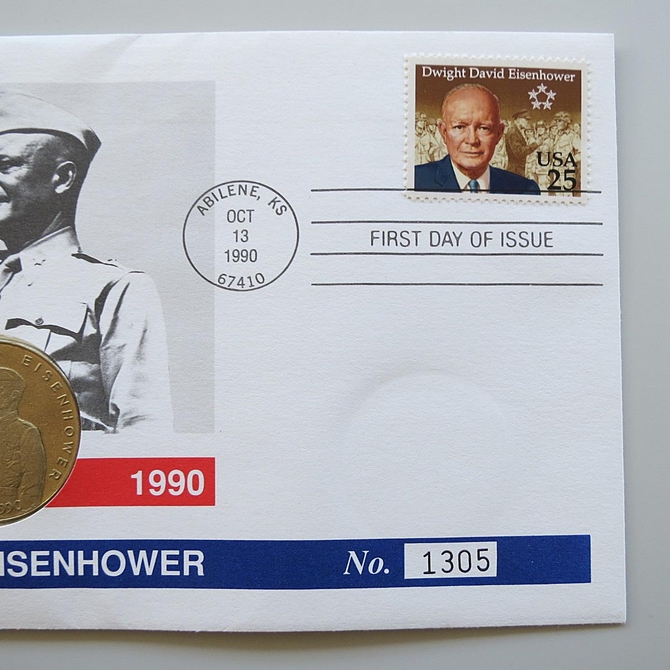 Dwight David Eisenhower
USA
25
ABILENE, KS
OCT
13
1990
67410
FIRST DAY OF ISSUE
EISENHOWER
1990
ISENHOWER
No. 1305